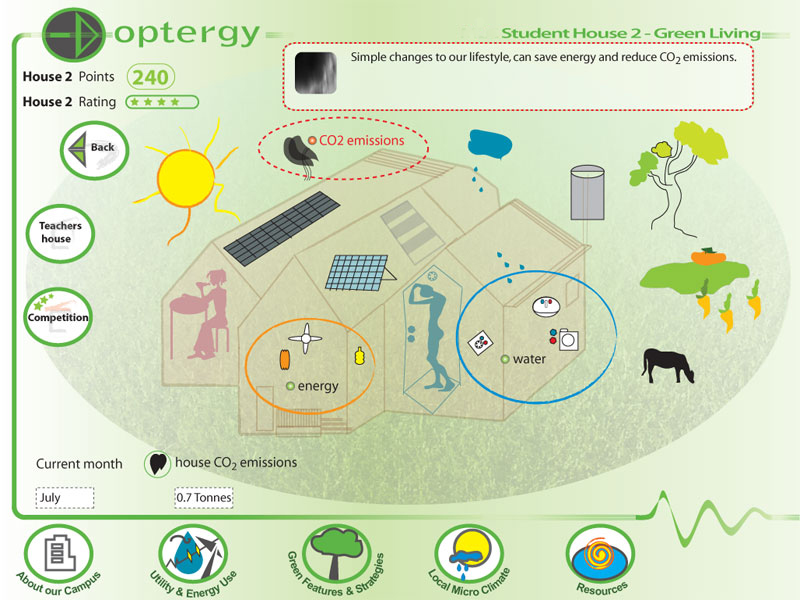 optergy
Student House 2 - Green Living
Simple changes to our lifestyle, can save energy and reduce CO2 emissions.
House 2 Points 240
House 2 Rating
CO2 emissions
Back
Teachers
house
Competition
energy
water
Current month
house CO2 emissions
July
0.7 Tonnes
About our Campus
Utility & Energy Use
Green Features & Strategies
Local Micro Climate
Resources